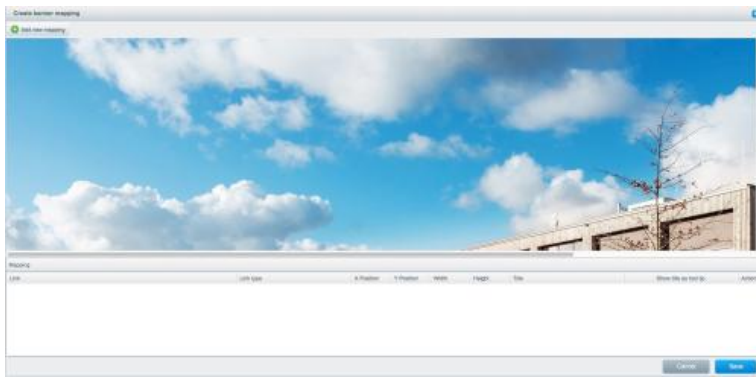 Create banner mapping
Add new mapping
Mapping
Link Link type X-Position Y-Position Width Height Title Show title as tool tip
Cancel Save